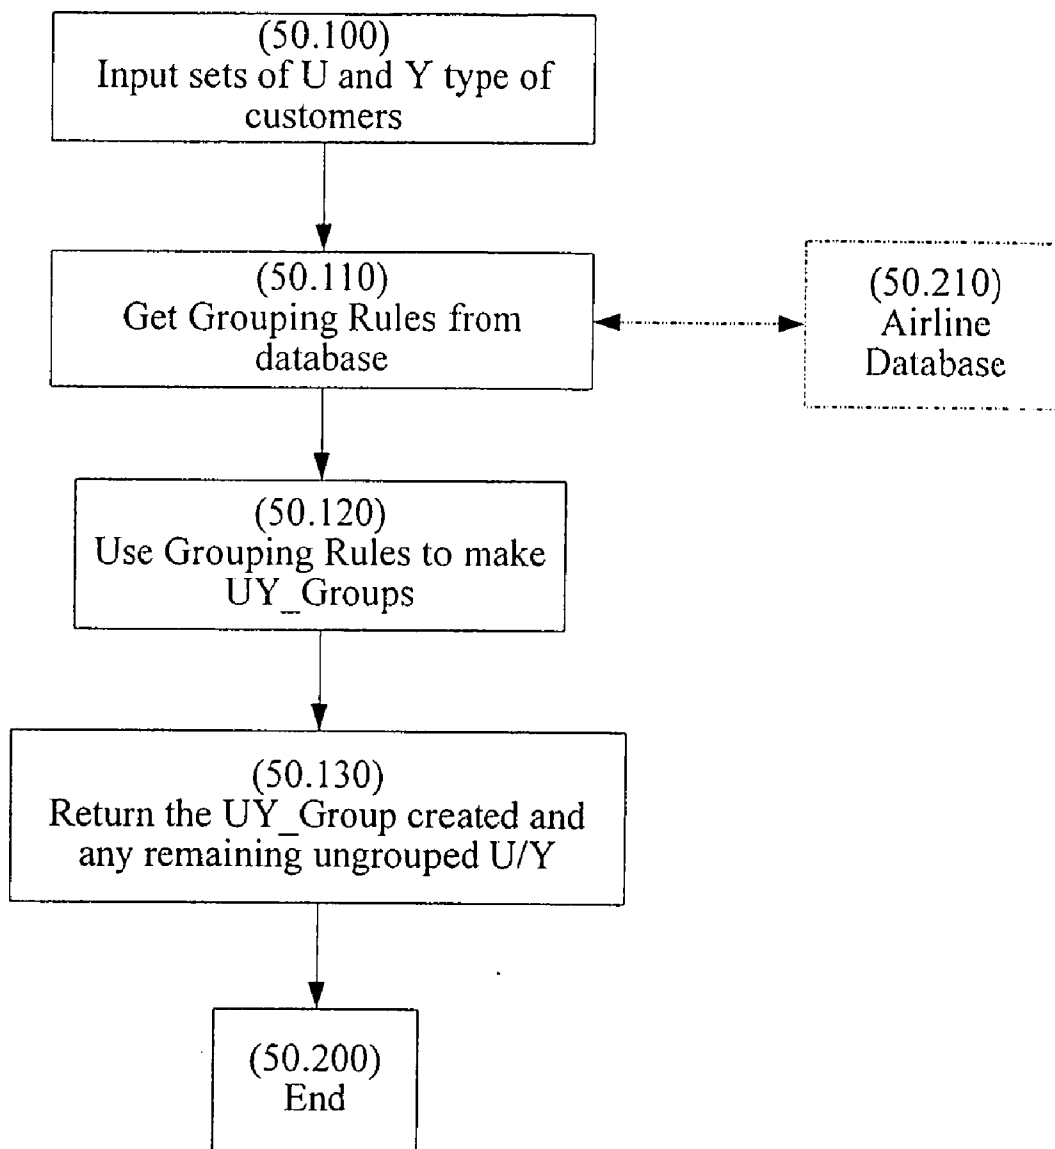 (50.100)
Input sets of U and Y type of
customers
(50.110)
Get Grouping Rules from
database
(50.210)
Airline
Database
(50.120)
Use Grouping Rules to make
UY_Groups
(50.130)
Return the UY_Group created and
any remaining ungrouped U/Y
(50.200)
End